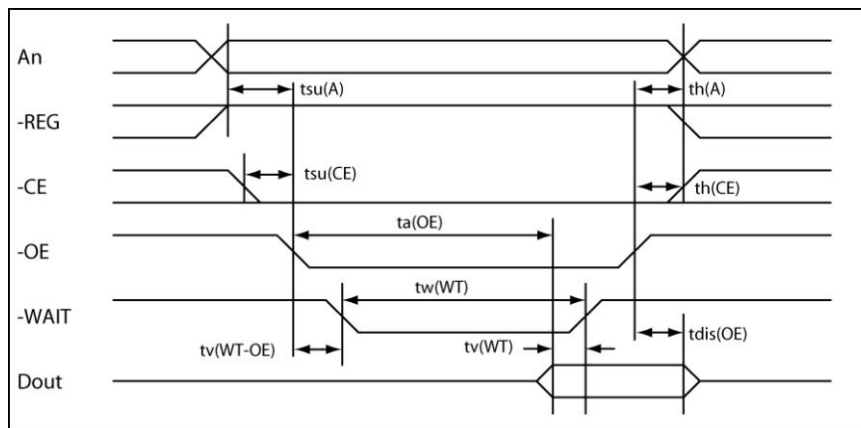 An
tsu(A)
th(A)
-REG
-CE
tsu(CE)
th(CE)
ta(OE)
-OE
tw(WT)
-WAIT
tv(WT-OE)
tv(WT)
tdis(OE)
Dout